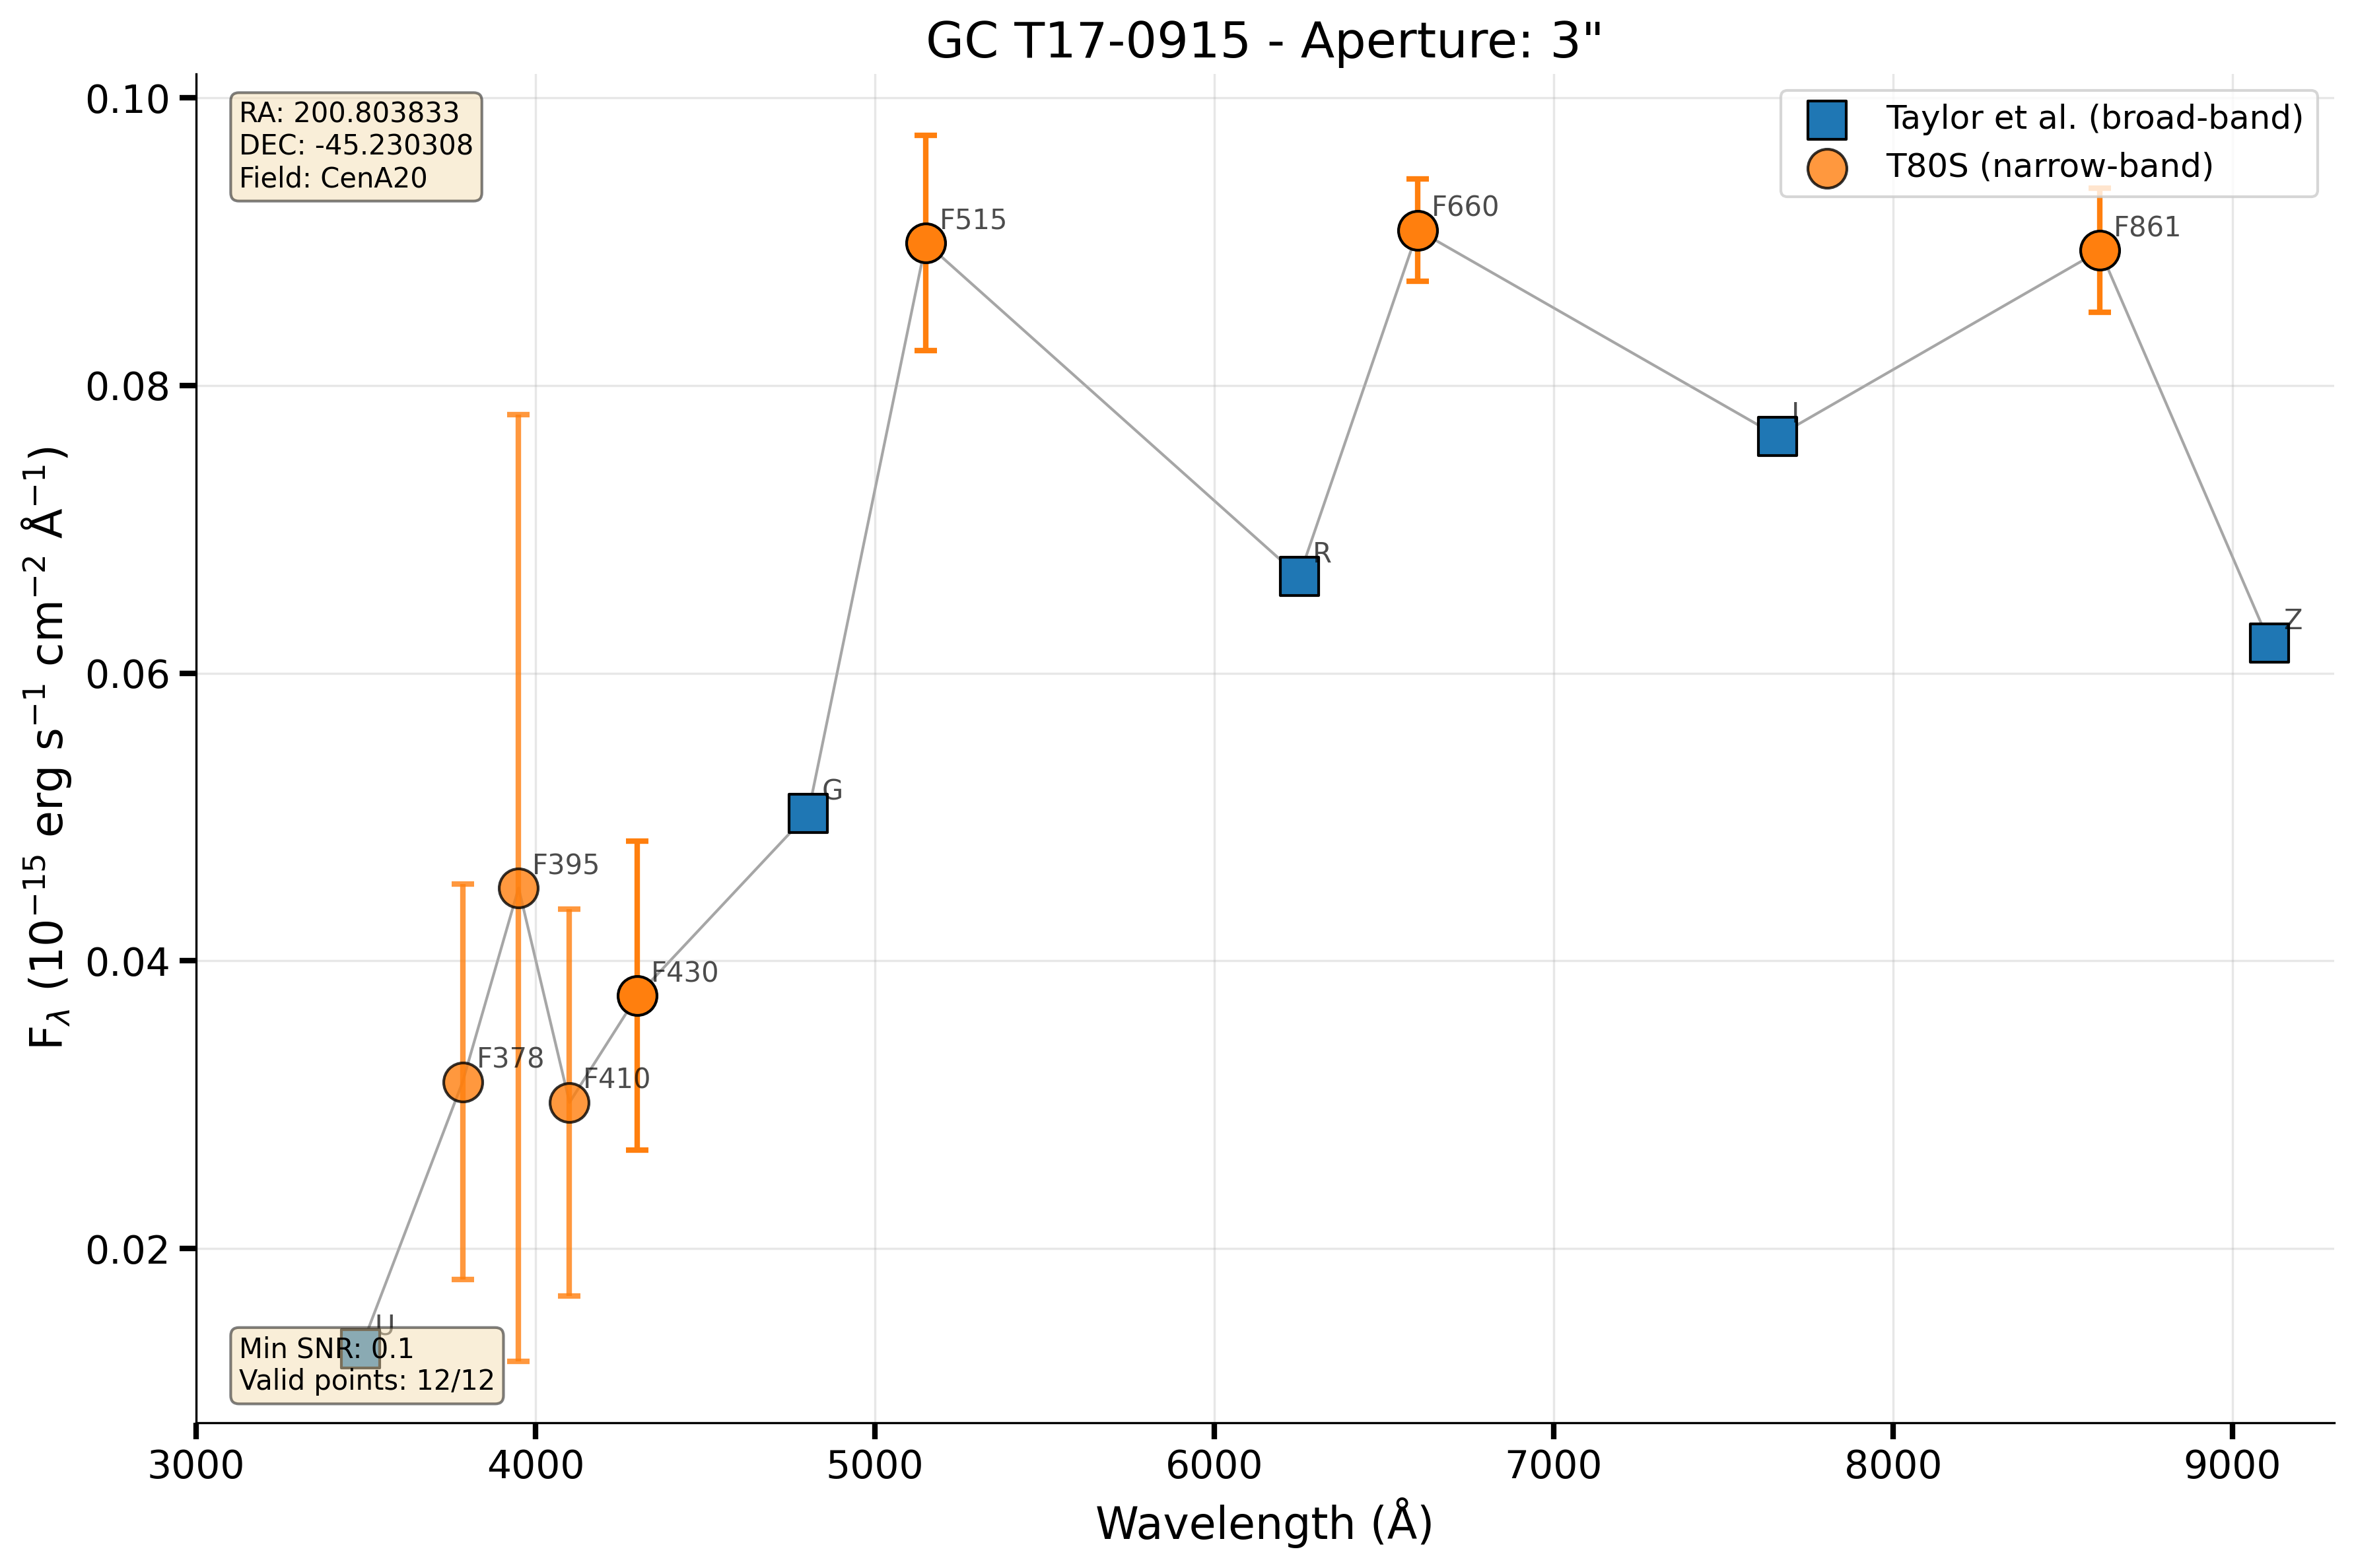 GC T17-0915 - Aperture: 3"
RA: 200.803833
DEC: -45.230308
Field: CenA20
Taylor et al. (broad-band)
T80S (narrow-band)
F515
F660
F861
I
R
Z
G
F395
F430
F378
F410
U
Min SNR: 0.1
Valid points: 12/12
0.10
0.08
0.06
0.04
0.02
Fλ (10⁻¹⁵ erg s⁻¹ cm⁻² Å⁻¹)
3000 4000 5000 6000 7000 8000 9000
Wavelength (Å)